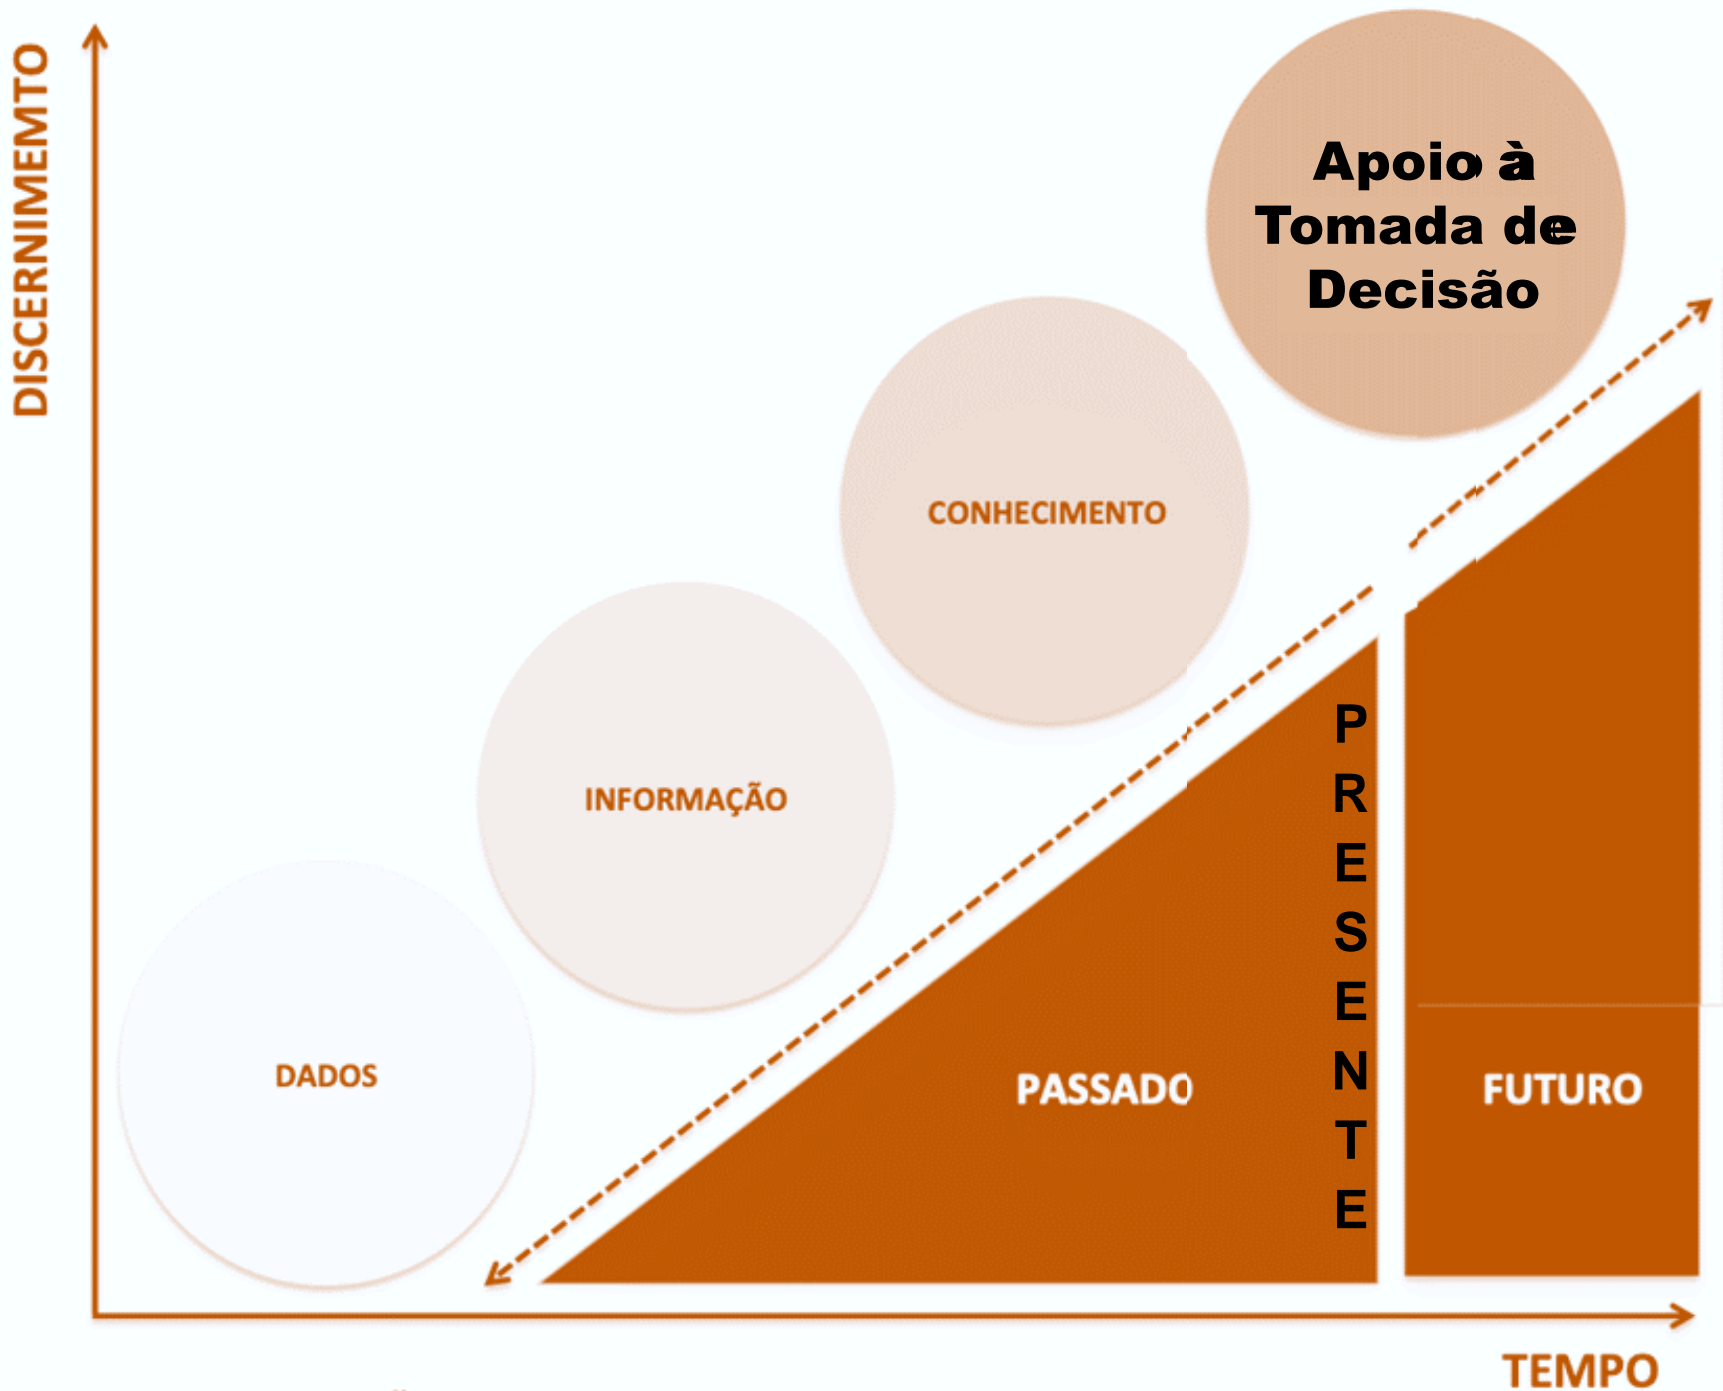 DISCERNIMEMTO
Apoio à
Tomada de
Decisão
CONHECIMENTO
INFORMAÇÃO
DADOS
P
R
E
S
E
N
T
E
PASSADO
FUTURO
TEMPO